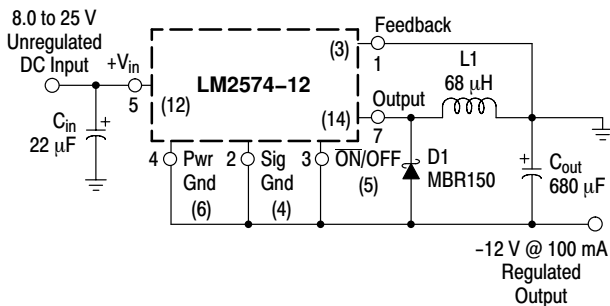 8.0 to 25 V
Unregulated
DC Input
+Vin
5
(12)
Cin
22 μF
+
LM2574–12
(3)
Feedback
1
(14)
Output
7
L1
68 μH
4
Pwr
Gnd
(6)
2
Sig
Gnd
(4)
3
ON/OFF
(5)
D1
MBR150
+
Cout
680 μF
–12 V @ 100 mA
Regulated
Output